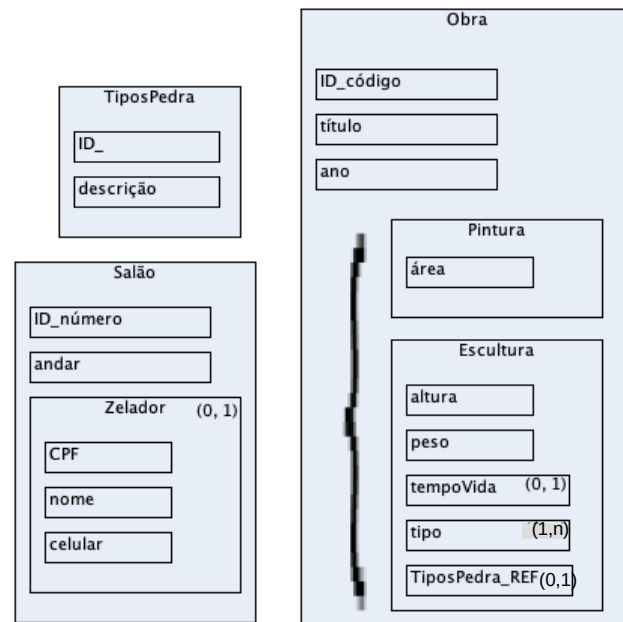 TiposPedra
ID_
descrição
Salão
ID_número
andar
Zelador (0, 1)
CPF
nome
celular
Obra
ID_código
título
ano
Pintura
área
Escultura
altura
peso
tempoVida (0, 1)
tipo (1,n)
TiposPedra_REF(0,1)